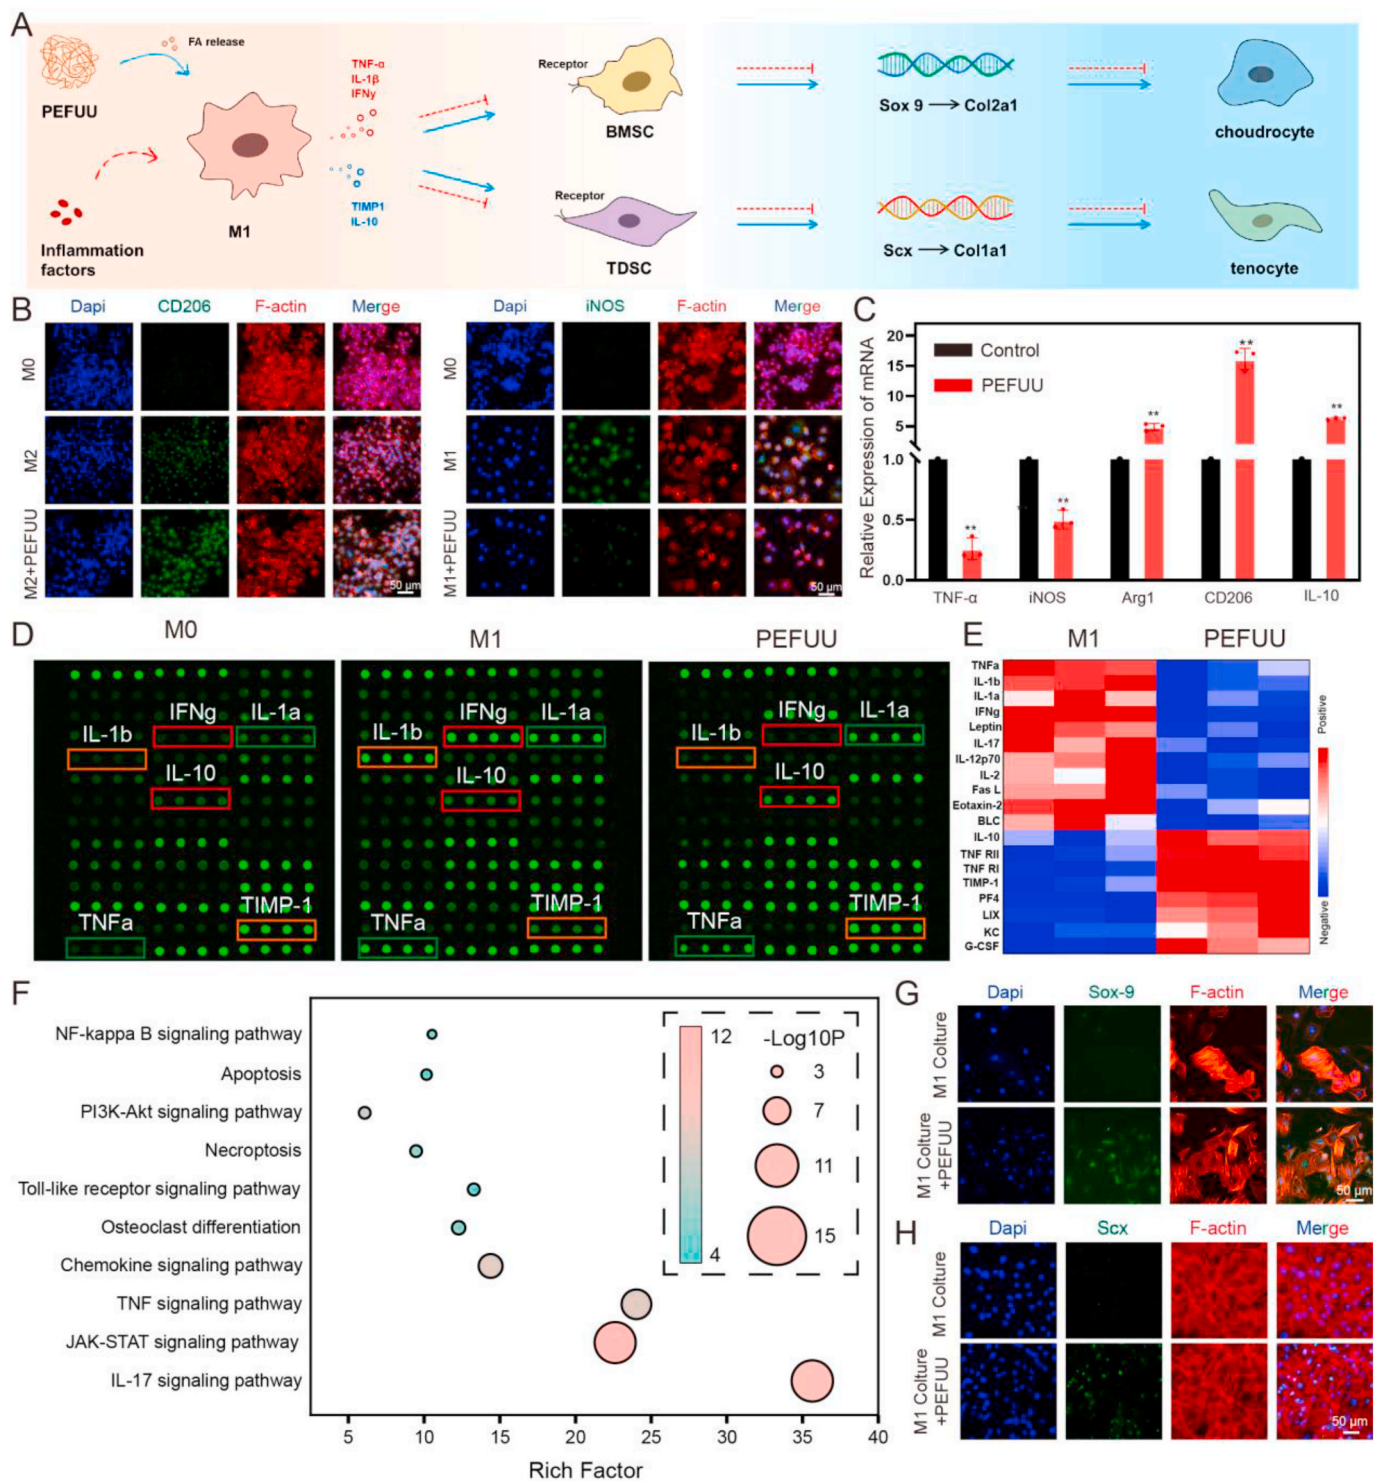 A
FA release
PEFUU
Inflammation
factors
M1
TNF-α
IL-1β
IFNγ
TIMP1
IL-10
Receptor
BMSC
Receptor
TDSC
Sox 9 → Col2a1
Scx → Col1a1
choudrocyte
tenocyte
B
Dapi CD206 F-actin Merge
M0
M2
M2+PEFUU
50 μm
Dapi iNOS F-actin Merge
M0
M1
M1+PEFUU
50 μm
C
Relative Expression of mRNA
20
15
10
5
1.0
0.5
0.0
Control
PEFUU
**
**
**
**
**
TNF-α iNOS Arg1 CD206 IL-10
D
M0 M1 PEFUU
IL-1b
IFNg
IL-1a
IL-10
TNFa
TIMP-1
IL-1b
IFNg
IL-1a
IL-10
TNFa
TIMP-1
IL-1b
IFNg
IL-1a
IL-10
TNFa
TIMP-1
E
M1 PEFUU
TNFa
IL-1b
IL-1a
IFNg
Leptin
IL-17
IL-12p70
IL-2
Fas L
Eotaxin-2
BLC
IL-10
TNF RII
TNF RI
TIMP-1
PF4
LIX
KC
G-CSF
Positive
Negative
F
NF-kappa B signaling pathway
Apoptosis
PI3K-Akt signaling pathway
Necroptosis
Toll-like receptor signaling pathway
Osteoclast differentiation
Chemokine signaling pathway
TNF signaling pathway
JAK-STAT signaling pathway
IL-17 signaling pathway
12
4
-Log10P
3
7
11
15
5 10 15 20 25 30 35 40
Rich Factor
G
Dapi Sox-9 F-actin Merge
M1 Colture
M1 Colture
+PEFUU
50 μm
H
Dapi Scx F-actin Merge
M1 Colture
M1 Colture
+PEFUU
50 μm